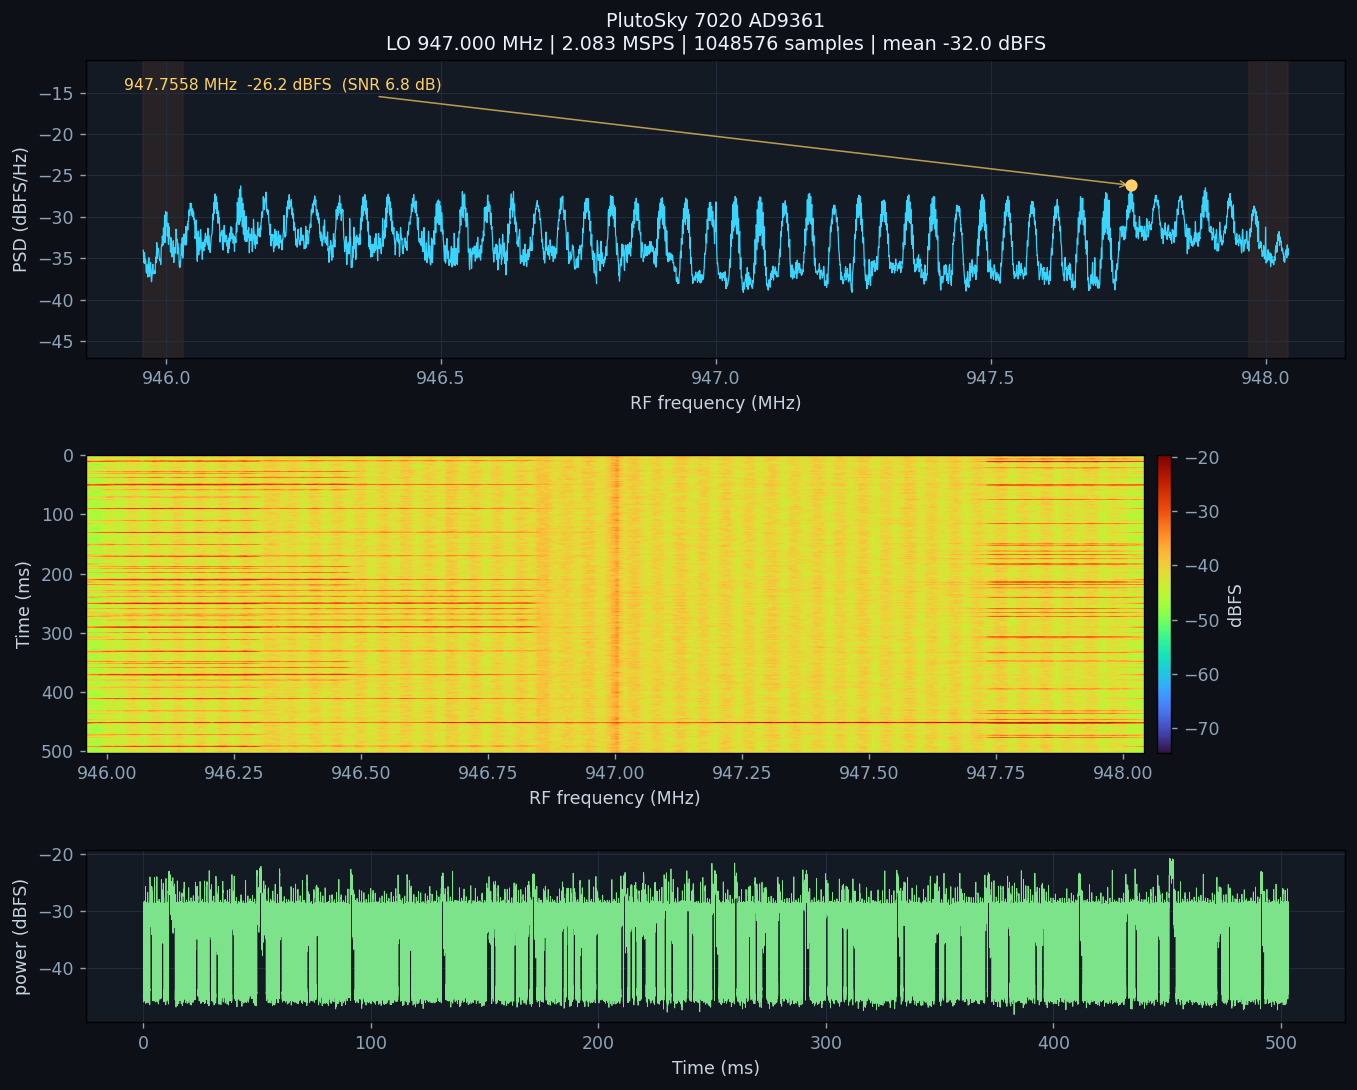 PlutoSky 7020 AD9361
LO 947.000 MHz | 2.083 MSPS | 1048576 samples | mean -32.0 dBFS
947.7558 MHz  -26.2 dBFS  (SNR 6.8 dB)
PSD (dBFS/Hz)
−15
−20
−25
−30
−35
−40
−45
946.0 946.5 947.0 947.5 948.0
RF frequency (MHz)
Time (ms)
0
100
200
300
400
500
946.00 946.25 946.50 946.75 947.00 947.25 947.50 947.75 948.00
RF frequency (MHz)
−20
−30
−40
−50
−60
−70
dBFS
power (dBFS)
−20
−30
−40
0 100 200 300 400 500
Time (ms)